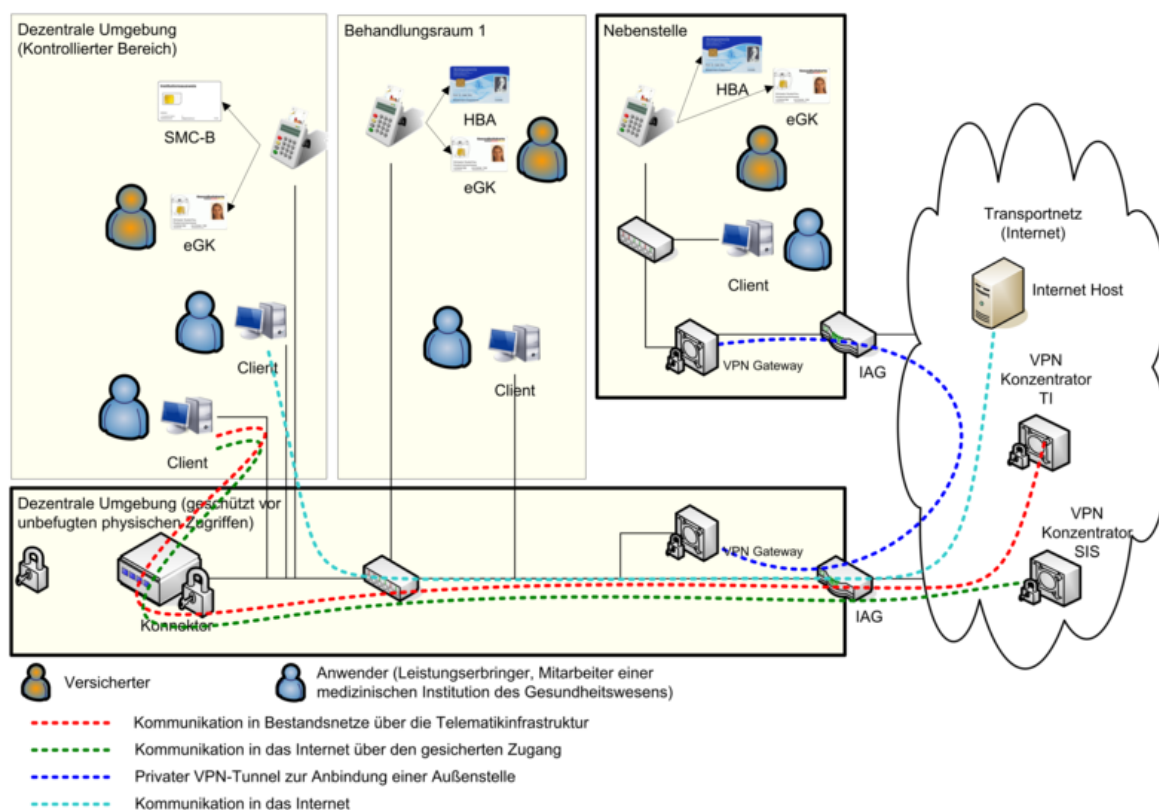 Dezentrale Umgebung
(Kontrollierter Bereich)
SMC-B
eGK
Client
Client
Behandlungsraum 1
HBA
eGK
Client
Nebenstelle
HBA
eGK
Client
VPN Gateway
IAG
Transportnetz
(Internet)
Internet Host
VPN
Konzentrator
TI
VPN
Konzentrator
SIS
Dezentrale Umgebung (geschützt vor
unbefugten physischen Zugriffen)
Konnektor
VPN Gateway
IAG
Versicherter
Anwender (Leistungserbringer, Mitarbeiter einer
medizinischen Institution des Gesundheitswesens)
Kommunikation in Bestandsnetze über die Telematikinfrastruktur
Kommunikation in das Internet über den gesicherten Zugang
Privater VPN-Tunnel zur Anbindung einer Außenstelle
Kommunikation in das Internet